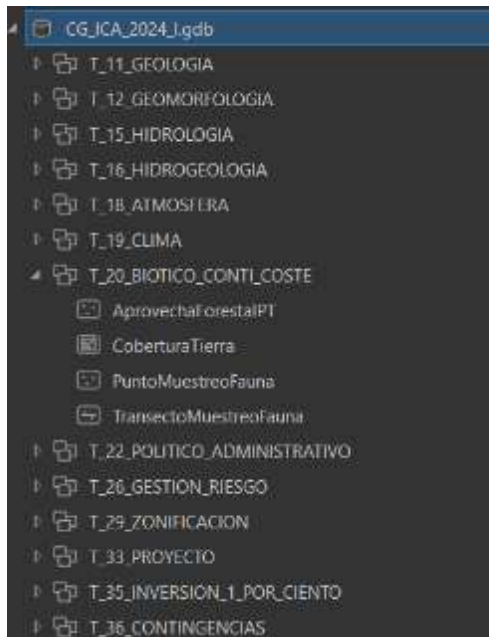 CG_ICA_2024_I.gdb
T_11_GEOLOGIA
T_12_GEOMORFOLOGIA
T_15_HIDROLOGIA
T_16_HIDROGEOLOGIA
T_18_ATMOSFERA
T_19_CLIMA
T_20_BIOTICO_CONTI_COSTE
AprovechaForestalPT
CoberturaTierra
PuntoMuestreoFauna
TransectoMuestreoFauna
T_22_POLITICO_ADMINISTRATIVO
T_26_GESTION_RIESGO
T_29_ZONIFICACION
T_33_PROYECTO
T_35_INVERSION_1_POR_CIENTO
T_36_CONTINGENCIAS